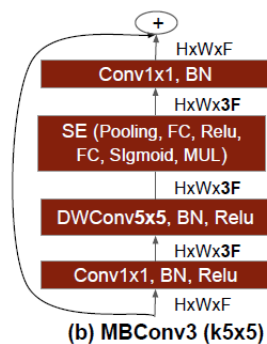 +
HxWxF
Conv1x1, BN
HxWx3F
SE (Pooling, FC, Relu,
FC, SIgmoid, MUL)
HxWx3F
DWConv5x5, BN, Relu
HxWx3F
Conv1x1, BN, Relu
HxWxF
(b) MBConv3 (k5x5)